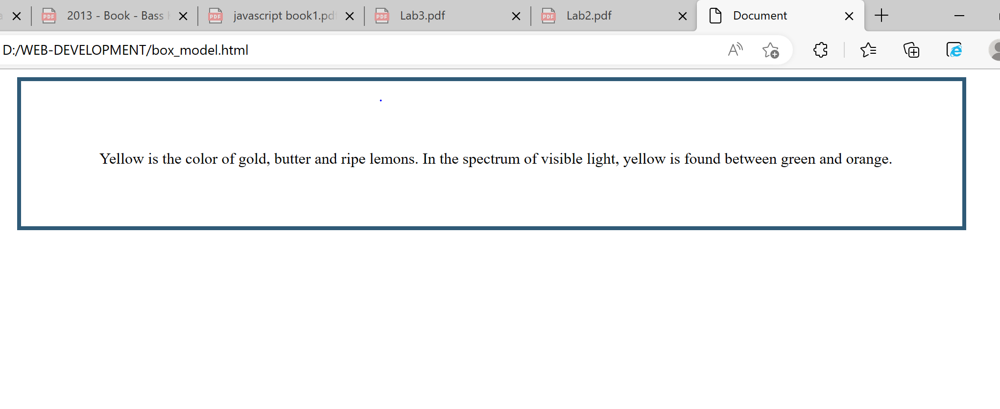 2013 - Book - Bass
javascript book1.pdf
Lab3.pdf
Lab2.pdf
Document
D:/WEB-DEVELOPMENT/box_model.html
Yellow is the color of gold, butter and ripe lemons. In the spectrum of visible light, yellow is found between green and orange.